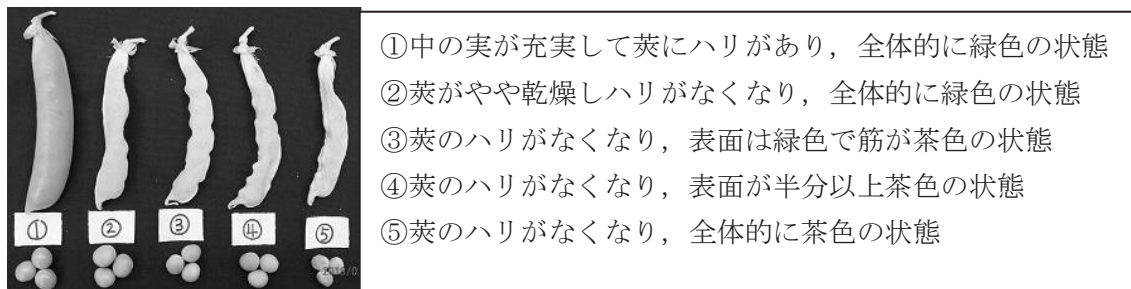 ①中の実が充実して莢にハリがあり，全体的に緑色の状態
②莢がやや乾燥しハリがなくなり，全体的に緑色の状態
③莢のハリがなくなり，表面は緑色で筋が茶色の状態
④莢のハリがなくなり，表面が半分以上茶色の状態
⑤莢のハリがなくなり，全体的に茶色の状態
① ② ③ ④ ⑤